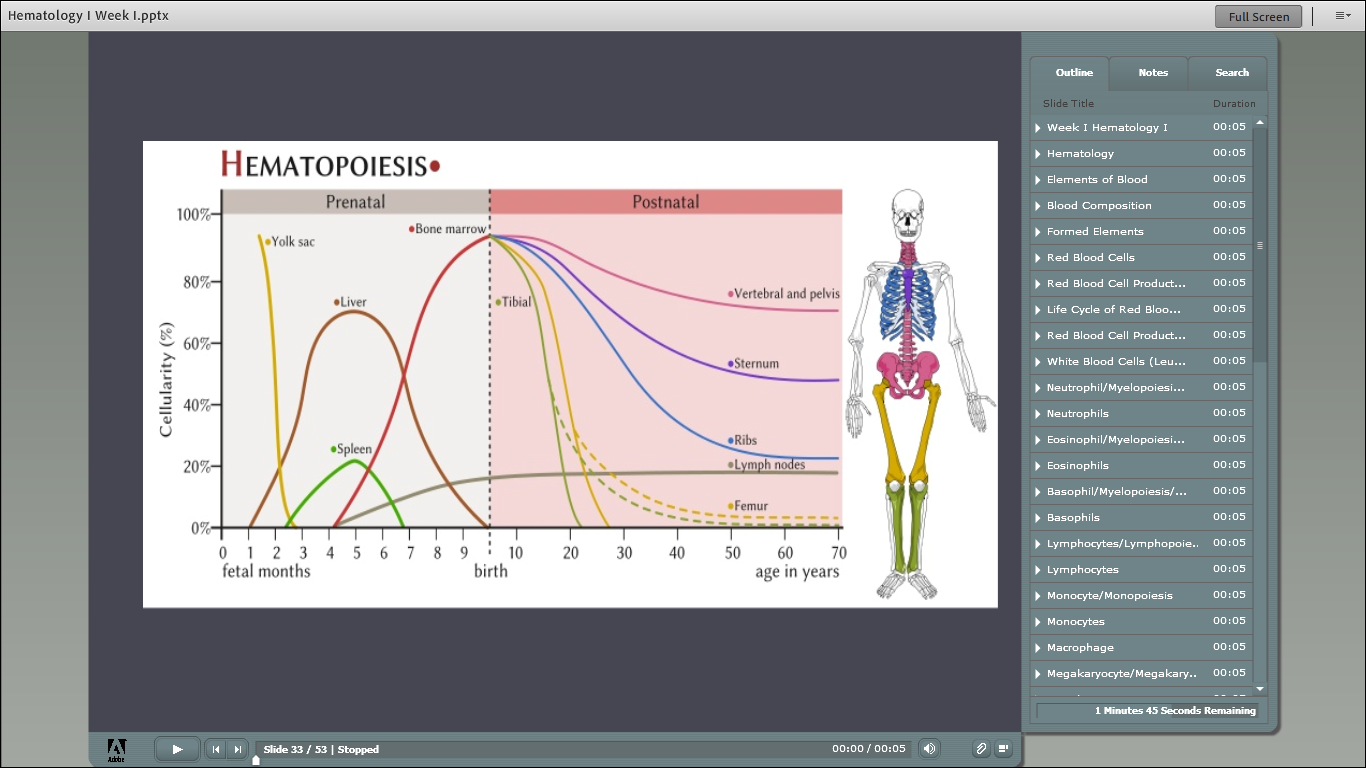 Hematology I Week I.pptx
Full Screen
HEMATOPOIESIS
Prenatal
Postnatal
Cellularity (%)
100%
80%
60%
40%
20%
0%
Yolk sac
Liver
Spleen
Bone marrow
Tibial
Vertebral and pelvis
Sternum
Ribs
Lymph nodes
Femur
0 1 2 3 4 5 6 7 8 9 10 20 30 40 50 60 70
fetal months birth age in years
Outline Notes Search
Slide Title Duration
Week I Hematology I 00:05
Hematology 00:05
Elements of Blood 00:05
Blood Composition 00:05
Formed Elements 00:05
Red Blood Cells 00:05
Red Blood Cell Product... 00:05
Life Cycle of Red Bloo... 00:05
Red Blood Cell Product... 00:05
White Blood Cells (Leu... 00:05
Neutrophil/Myelopoiesi... 00:05
Neutrophils 00:05
Eosinophil/Myelopoiesi... 00:05
Eosinophils 00:05
Basophil/Myelopoiesis/... 00:05
Basophils 00:05
Lymphocytes/Lymphopoie.. 00:05
Lymphocytes 00:05
Monocyte/Monopoiesis 00:05
Monocytes 00:05
Macrophage 00:05
Megakaryocyte/Megakary.. 00:05
1 Minutes 45 Seconds Remaining
Adobe
Slide 33 / 53 | Stopped
00:00 / 00:05